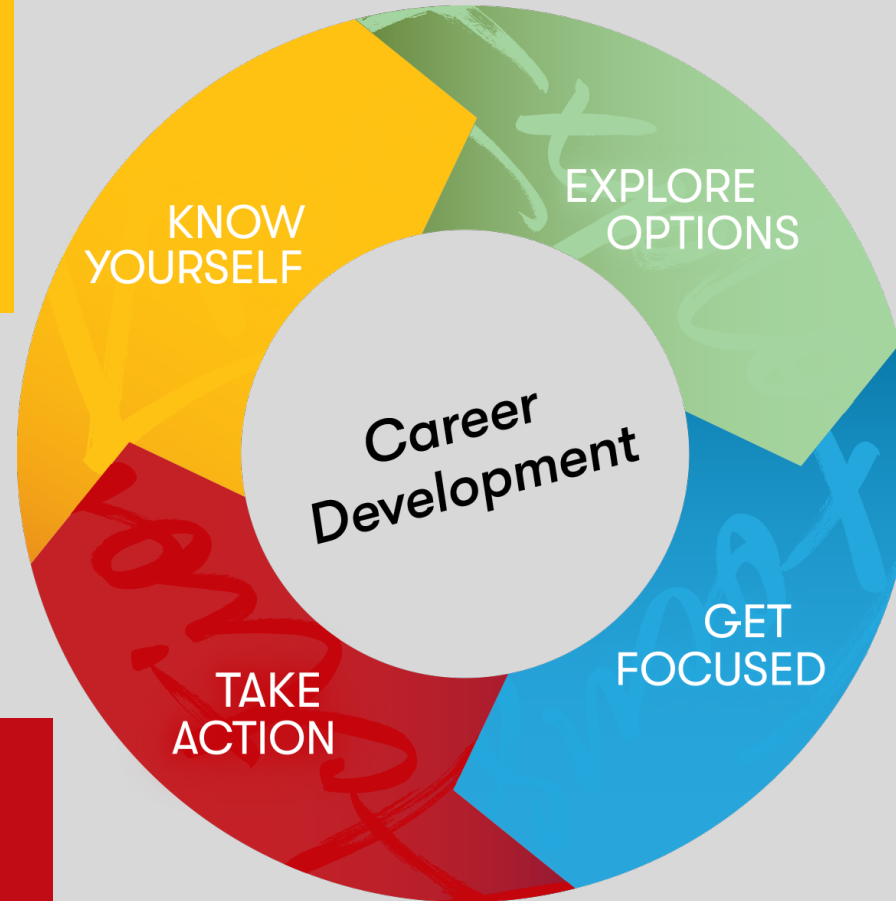 KNOW
YOURSELF
EXPLORE
OPTIONS
Career
Development
GET
FOCUSED
TAKE
ACTION